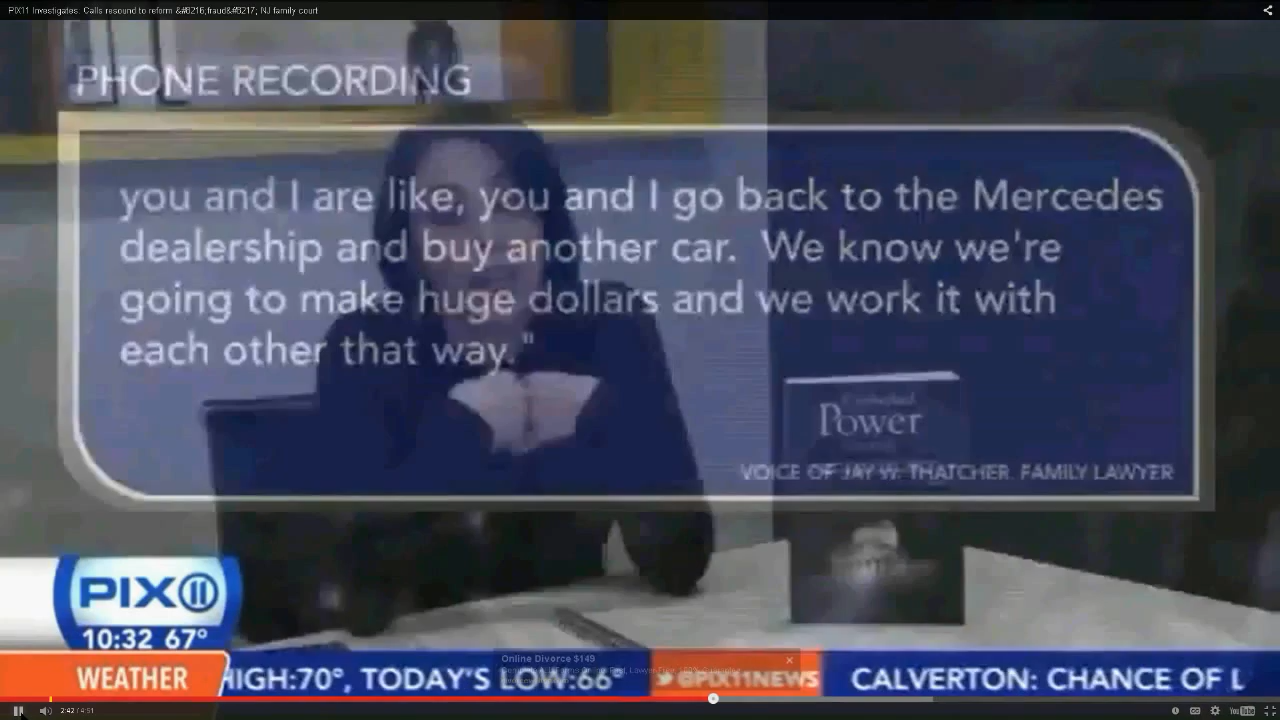 PIX11 Investigates: Calls resound to reform &#8216;fraud&#8217; NJ family court
PHONE RECORDING
you and I are like, you and I go back to the Mercedes
dealership and buy another car. We know we're
going to make huge dollars and we work it with
each other that way."
Power
VOICE OF JAY W. THATCHER, FAMILY LAWYER
PIX 11
10:32 67°
Online Divorce $149
WEATHER
HIGH:70°, TODAY'S
:66°
@PIX11NEWS
CALVERTON: CHANCE OF L
2:42 / 4:51
YouTube